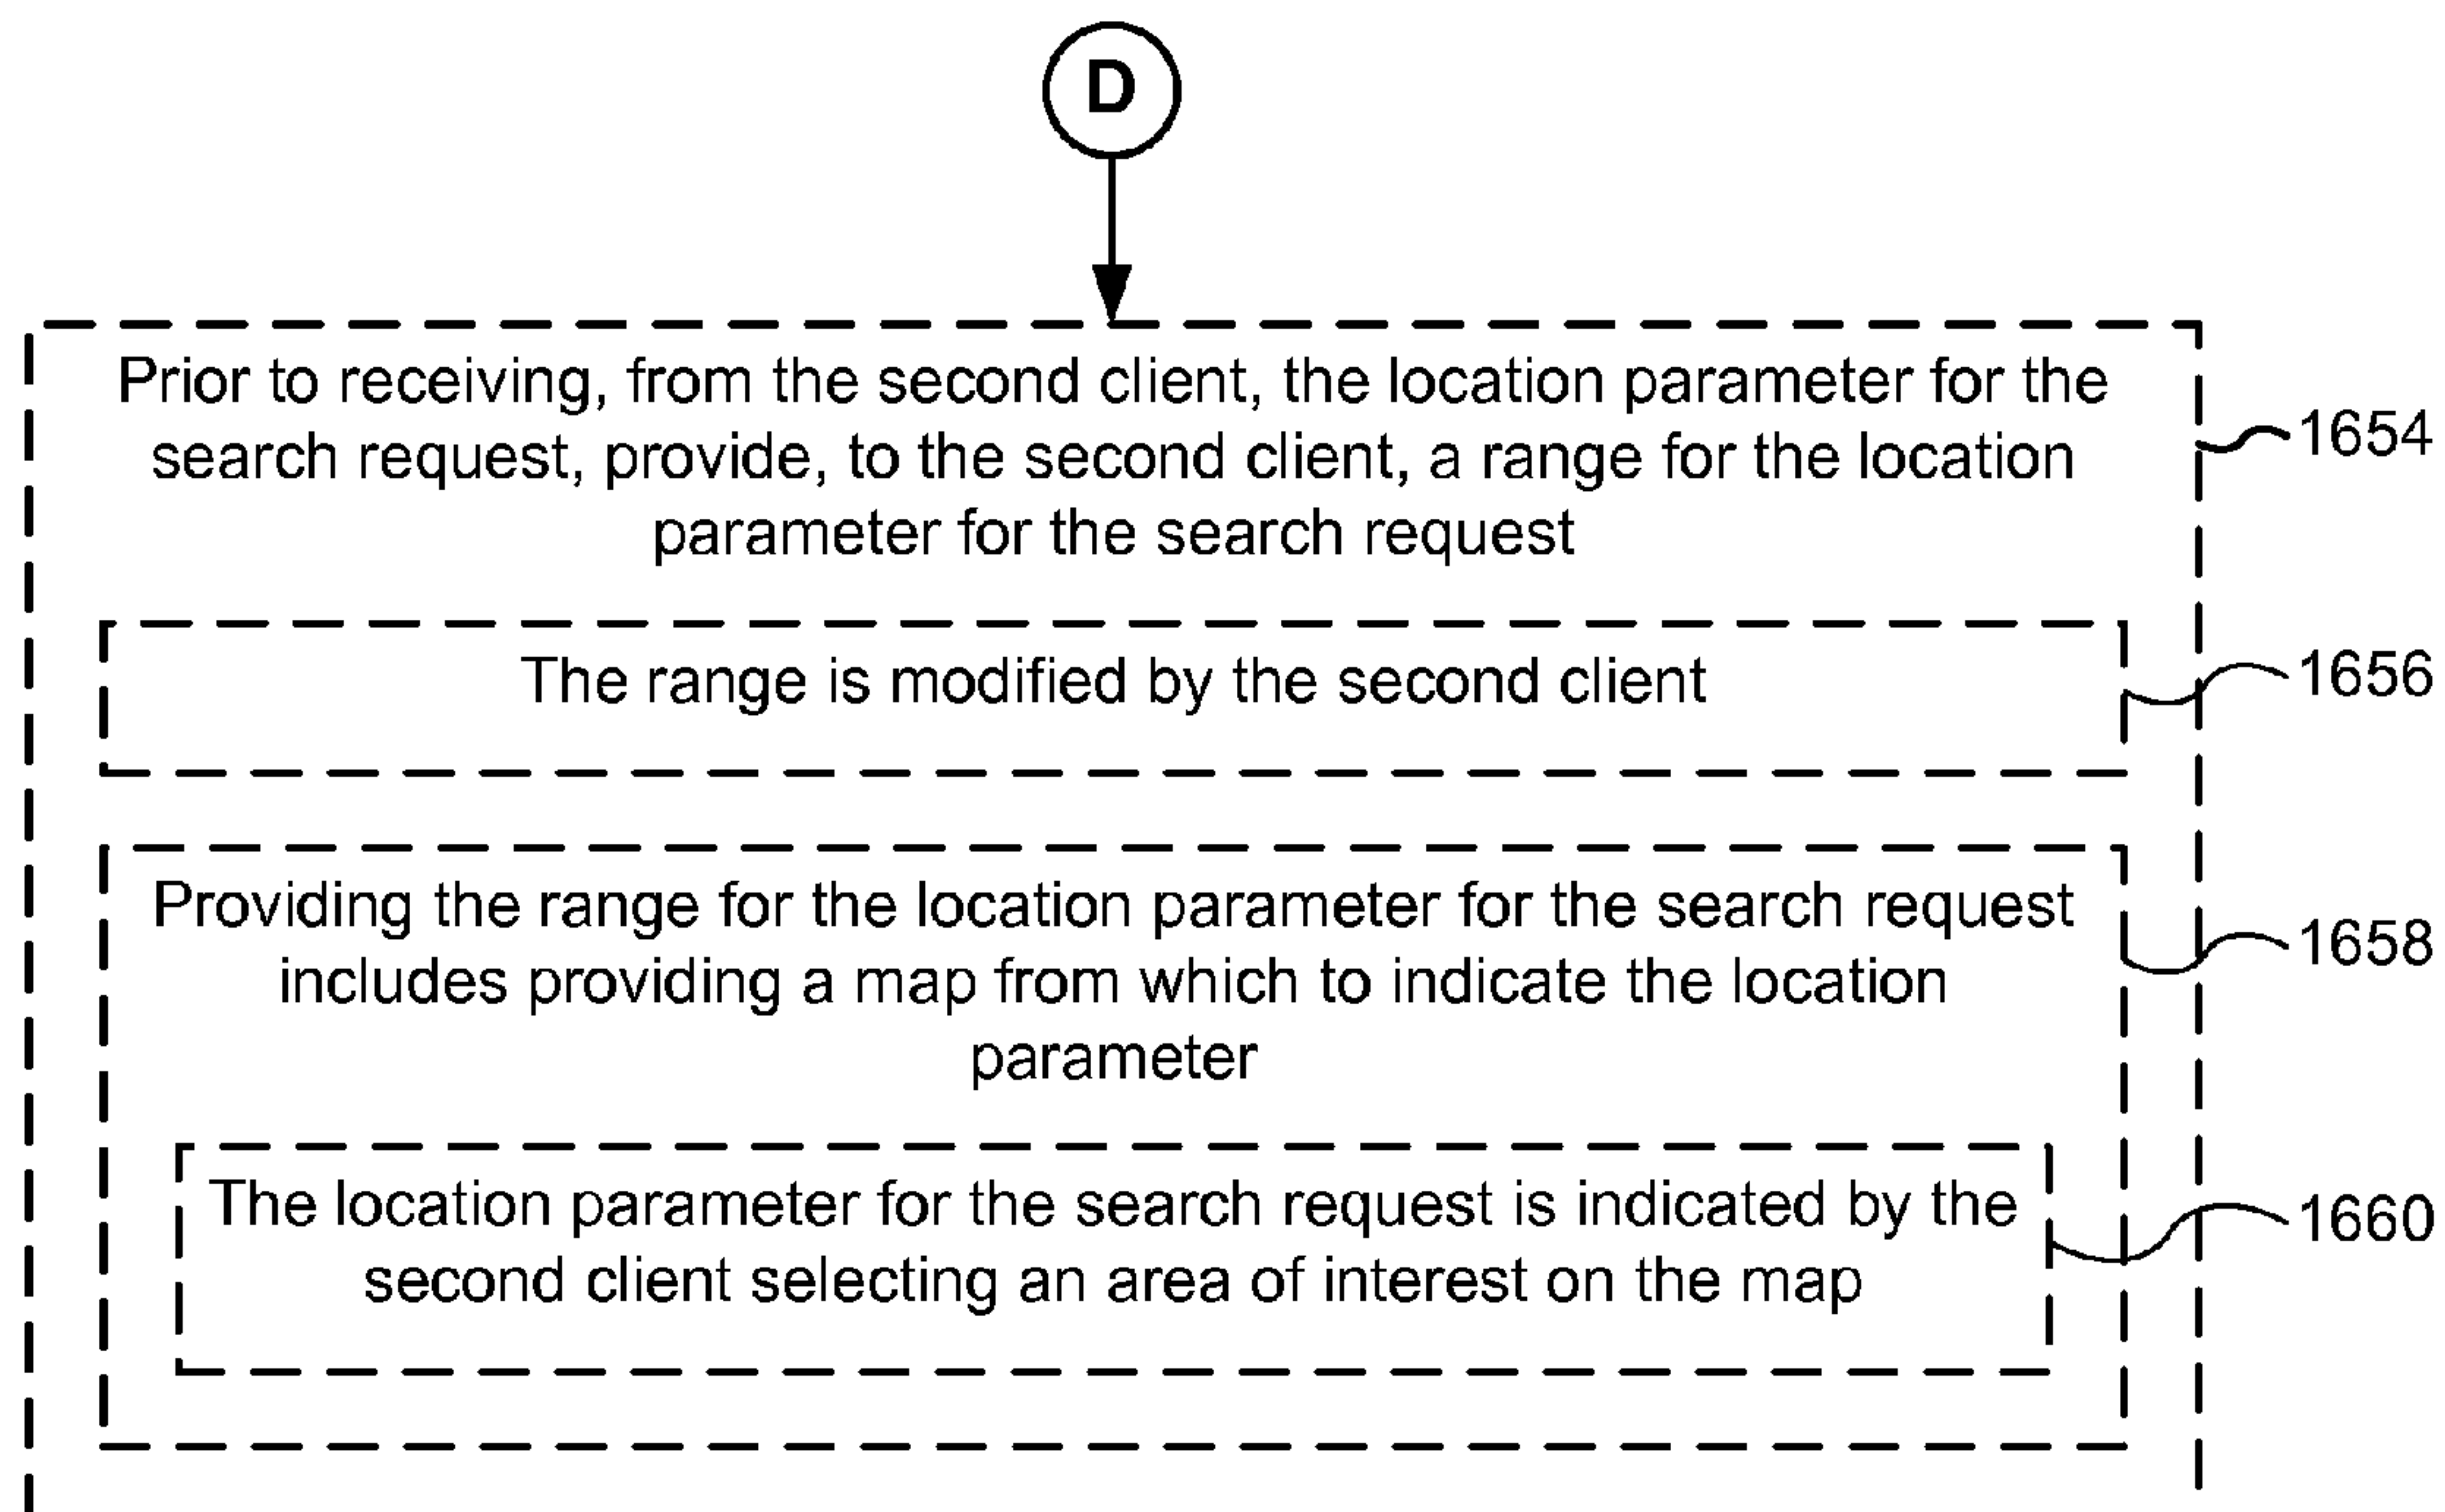 D
Prior to receiving, from the second client, the location parameter for the
search request, provide, to the second client, a range for the location
parameter for the search request
1654
The range is modified by the second client
1656
Providing the range for the location parameter for the search request
includes providing a map from which to indicate the location
parameter
1658
The location parameter for the search request is indicated by the
second client selecting an area of interest on the map
1660